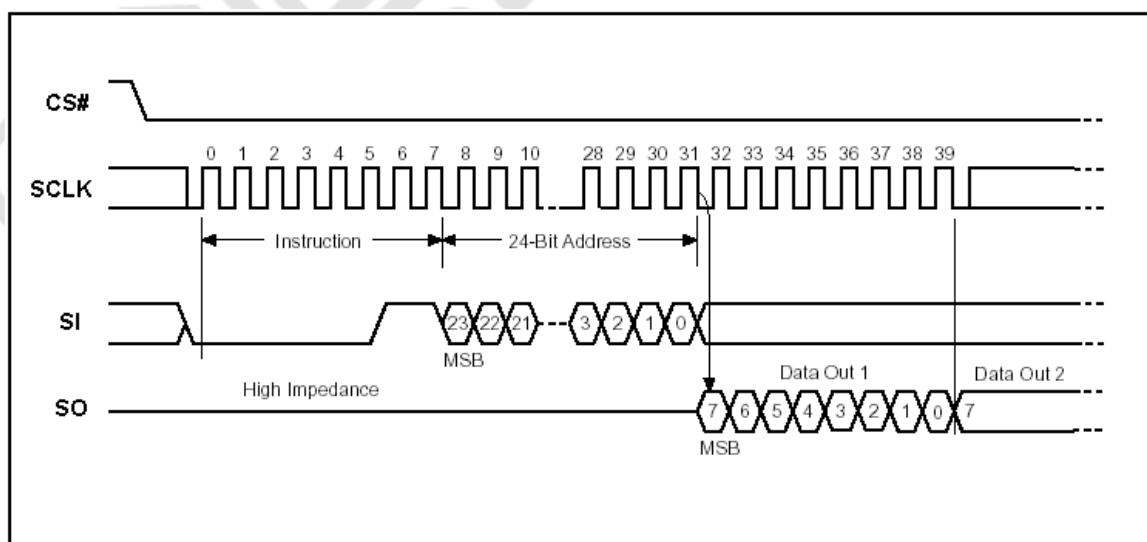 CS#
0 1 2 3 4 5 6 7 8 9 10 28 29 30 31 32 33 34 35 36 37 38 39
SCLK
Instruction 24-Bit Address
SI 23 22 21 3 2 1 0
MSB
High Impedance Data Out 1 Data Out 2
SO 7 6 5 4 3 2 1 0 7
MSB